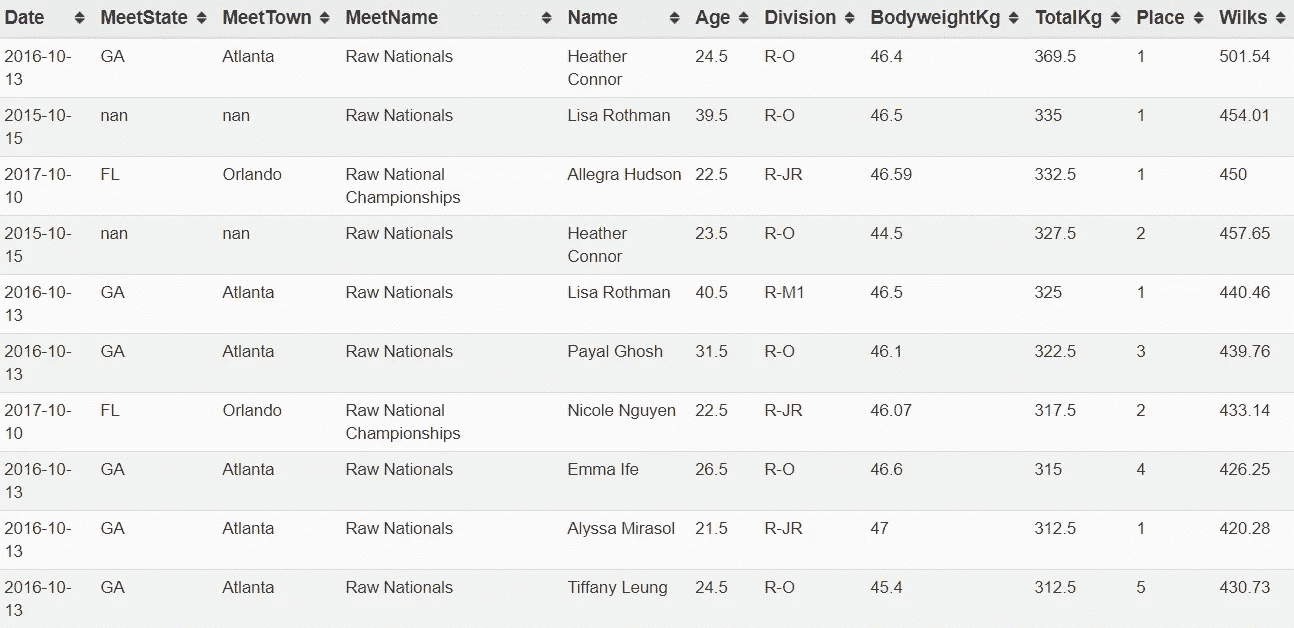 Date MeetState MeetTown MeetName Name Age Division BodyweightKg TotalKg Place Wilks
2016-10- GA Atlanta Raw Nationals Heather 24.5 R-O 46.4 369.5 1 501.54
13 Connor
2015-10- nan nan Raw Nationals Lisa Rothman 39.5 R-O 46.5 335 1 454.01
15
2017-10- FL Orlando Raw National Allegra Hudson 22.5 R-JR 46.59 332.5 1 450
10 Championships
2015-10- nan nan Raw Nationals Heather 23.5 R-O 44.5 327.5 2 457.65
15 Connor
2016-10- GA Atlanta Raw Nationals Lisa Rothman 40.5 R-M1 46.5 325 1 440.46
13
2016-10- GA Atlanta Raw Nationals Payal Ghosh 31.5 R-O 46.1 322.5 3 439.76
13
2017-10- FL Orlando Raw National Nicole Nguyen 22.5 R-JR 46.07 317.5 2 433.14
10 Championships
2016-10- GA Atlanta Raw Nationals Emma Ife 26.5 R-O 46.6 315 4 426.25
13
2016-10- GA Atlanta Raw Nationals Alyssa Mirasol 21.5 R-JR 47 312.5 1 420.28
13
2016-10- GA Atlanta Raw Nationals Tiffany Leung 24.5 R-O 45.4 312.5 5 430.73
13